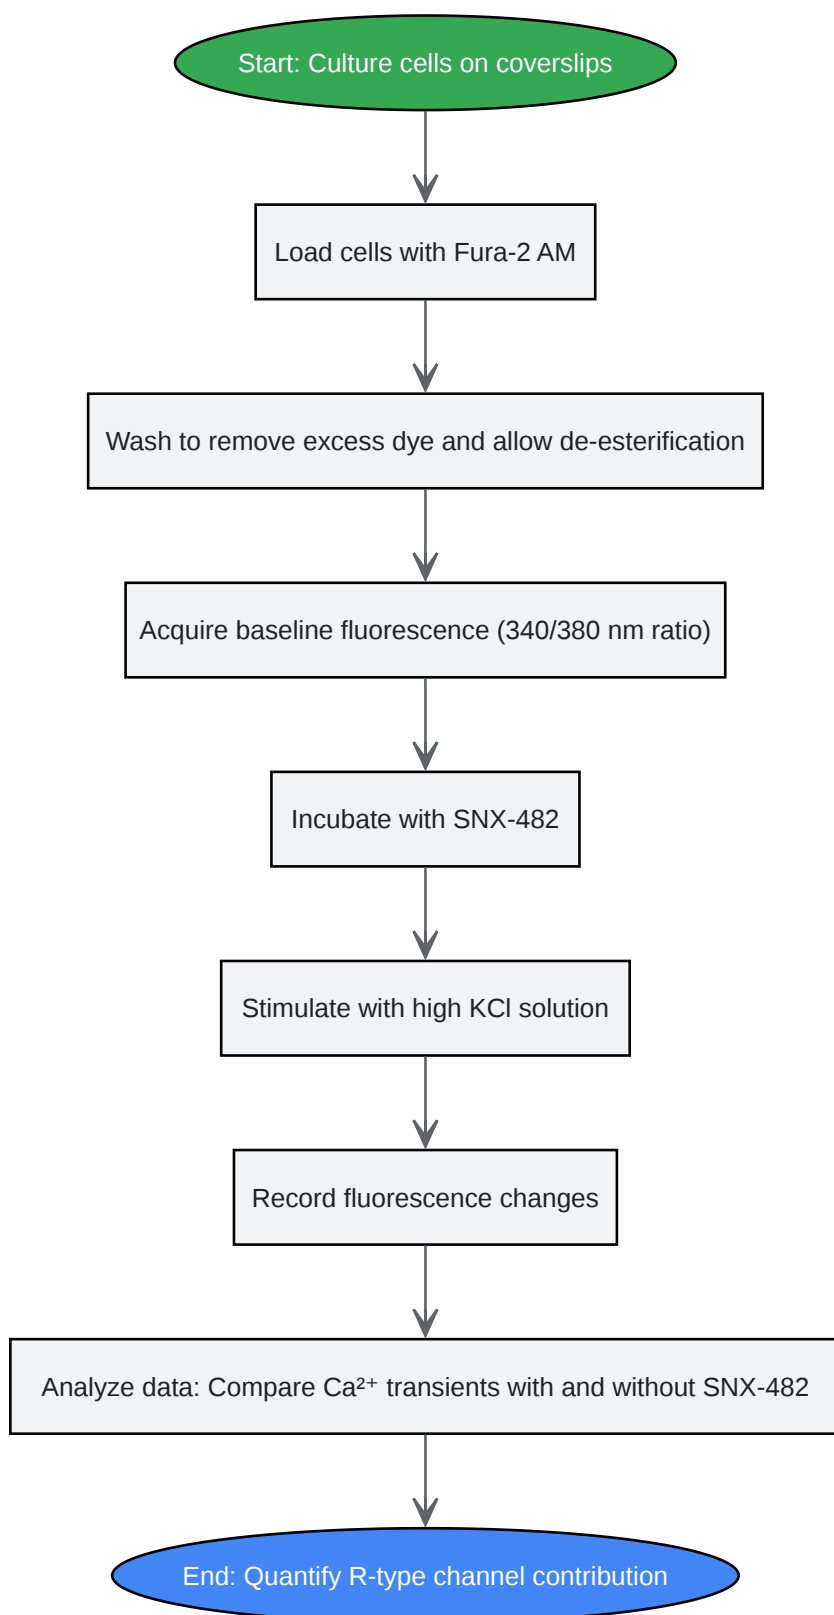 Start: Culture cells on coverslips
Load cells with Fura-2 AM
Wash to remove excess dye and allow de-esterification
Acquire baseline fluorescence (340/380 nm ratio)
Incubate with SNX-482
Stimulate with high KCl solution
Record fluorescence changes
Analyze data: Compare Ca²⁺ transients with and without SNX-482
End: Quantify R-type channel contribution